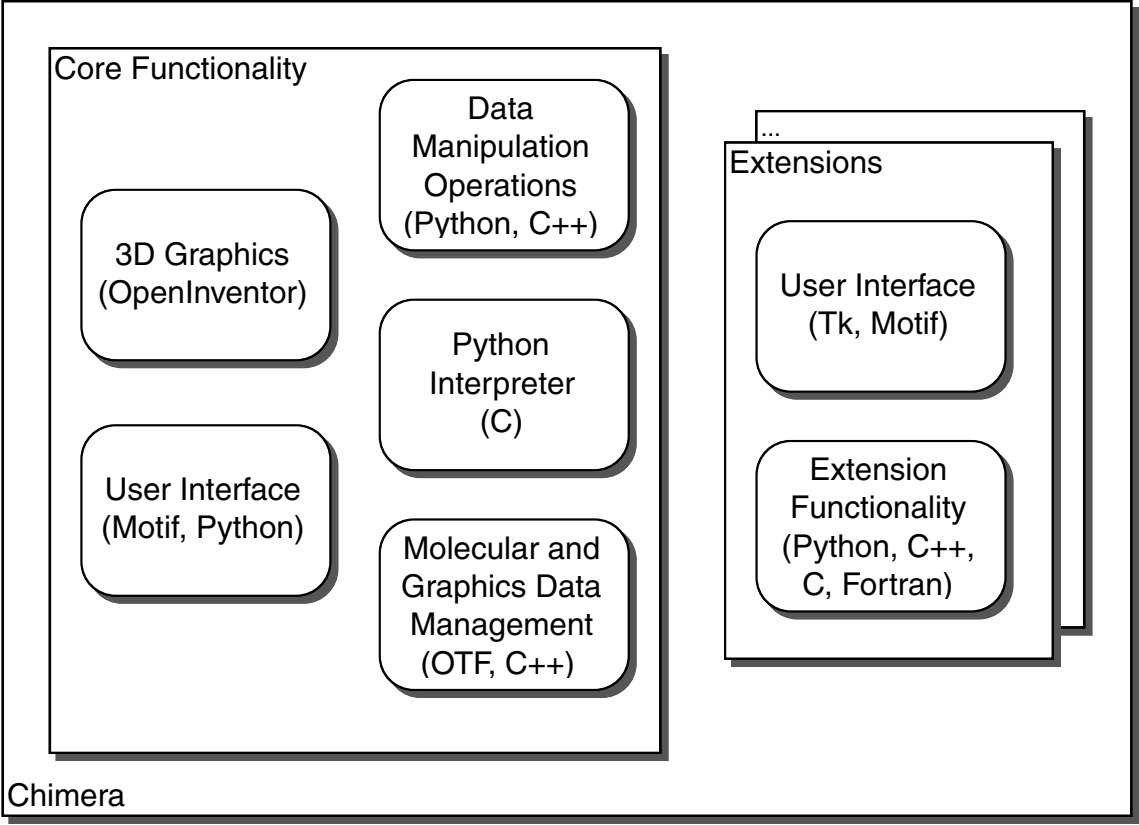 Core Functionality
3D Graphics
(OpenInventor)
User Interface
(Motif, Python)
Data
Manipulation
Operations
(Python, C++)
Python
Interpreter
(C)
Molecular and
Graphics Data
Management
(OTF, C++)
...
Extensions
User Interface
(Tk, Motif)
Extension
Functionality
(Python, C++,
C, Fortran)
Chimera